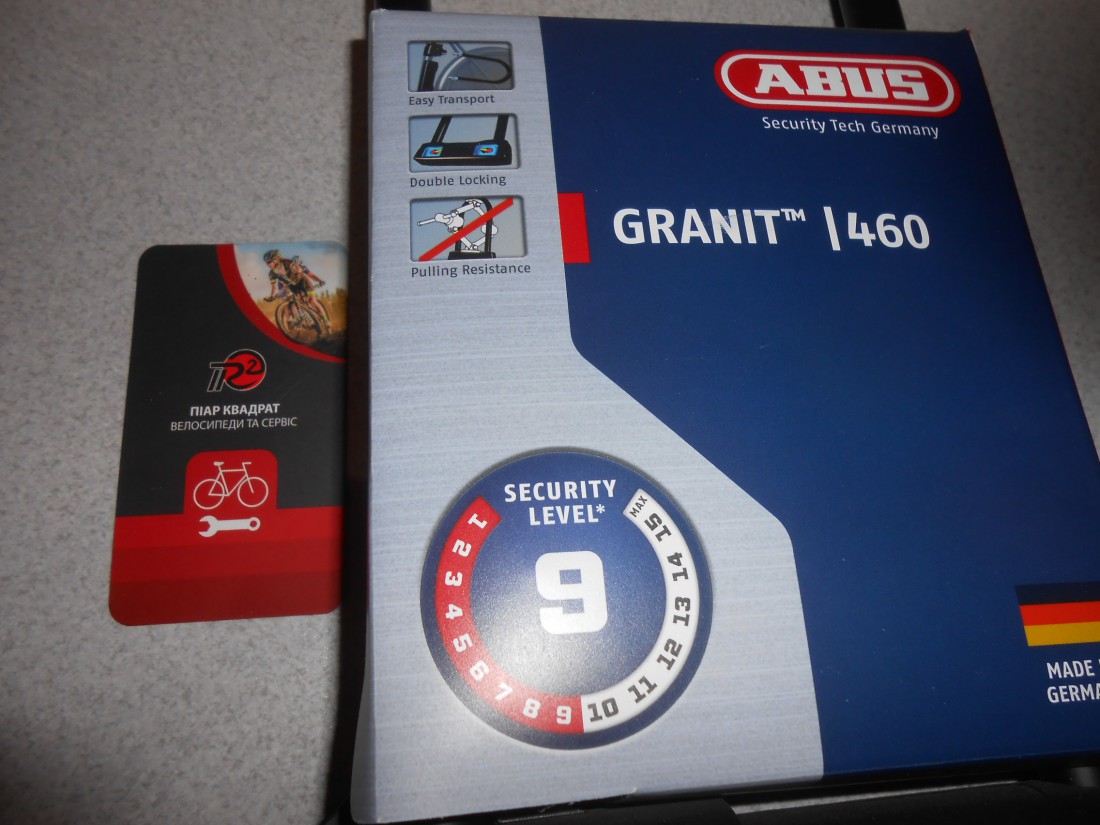 Easy Transport
Double Locking
Pulling Resistance
ABUS
Security Tech Germany
GRANIT™ | 460
ПІАР КВАДРАТ
ВЕЛОСИПЕДИ ТА СЕРВІС
SECURITY
LEVEL*
9
1 2 3 4 5 6 7 8 9 10 11 12 13 14 15 MAX
MADE